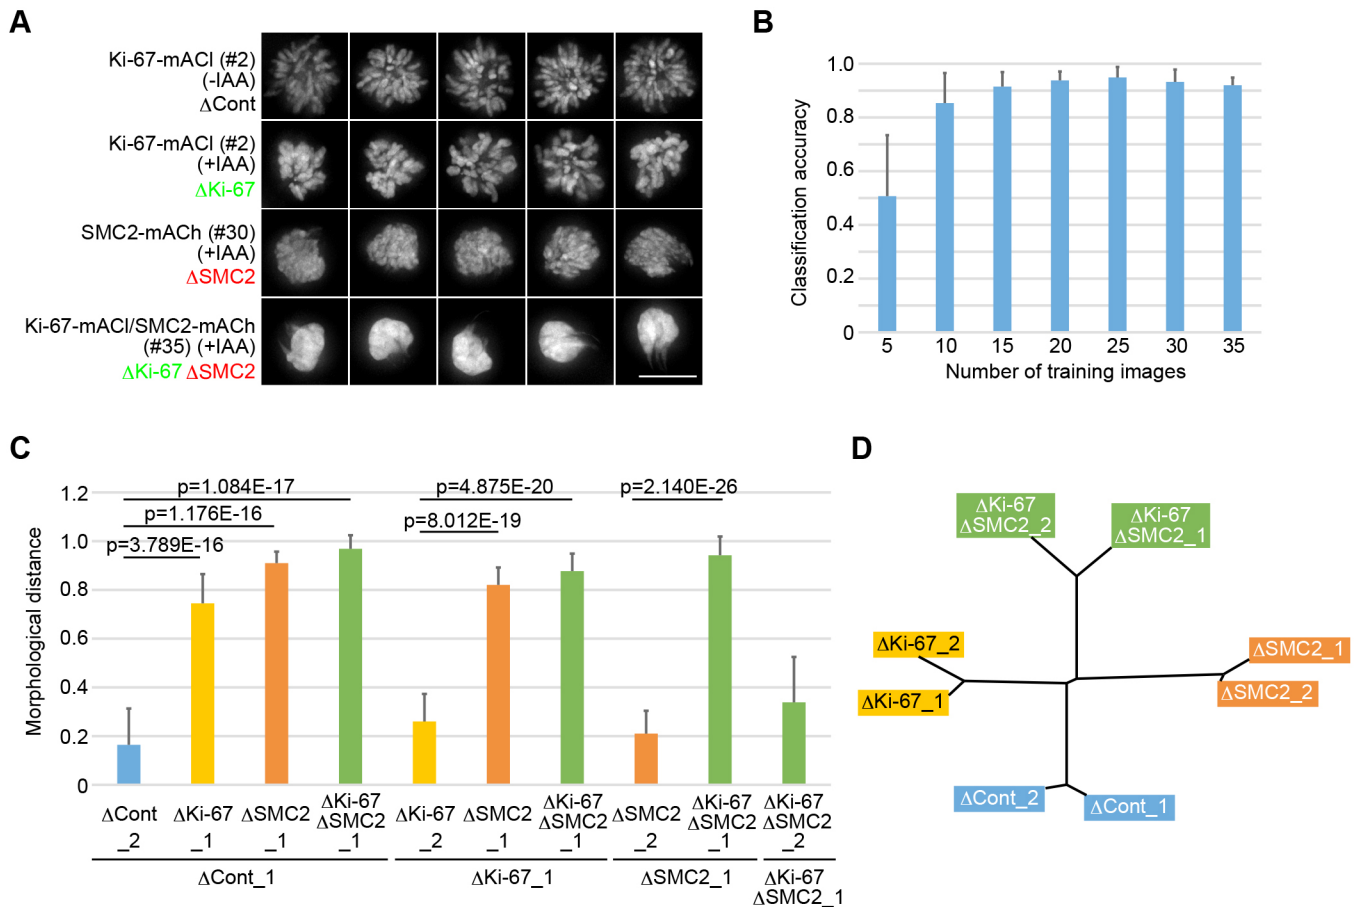 A
Ki-67-mACl (#2)
(-IAA)
ΔCont
Ki-67-mACl (#2)
(+IAA)
ΔKi-67
SMC2-mACh (#30)
(+IAA)
ΔSMC2
Ki-67-mACl/SMC2-mACh
(#35) (+IAA)
ΔKi-67 ΔSMC2
B
Classification accuracy
1.0
0.8
0.6
0.4
0.2
0
5 10 15 20 25 30 35
Number of training images
C
Morphological distance
1.2
1.0
0.8
0.6
0.4
0.2
0
p=1.084E-17
p=1.176E-16
p=3.789E-16
p=4.875E-20
p=8.012E-19
p=2.140E-26
ΔCont
_2
ΔKi-67
_1
ΔSMC2
_1
ΔKi-67
ΔSMC2
_1
ΔKi-67
_2
ΔSMC2
_1
ΔKi-67
ΔSMC2
_1
ΔSMC2
_2
ΔKi-67
ΔSMC2
_1
ΔKi-67
ΔSMC2
_2
ΔCont_1
ΔKi-67_1
ΔSMC2_1
ΔKi-67
ΔSMC2_1
D
ΔKi-67
ΔSMC2_2
ΔKi-67
ΔSMC2_1
ΔKi-67_2
ΔKi-67_1
ΔSMC2_1
ΔSMC2_2
ΔCont_2
ΔCont_1